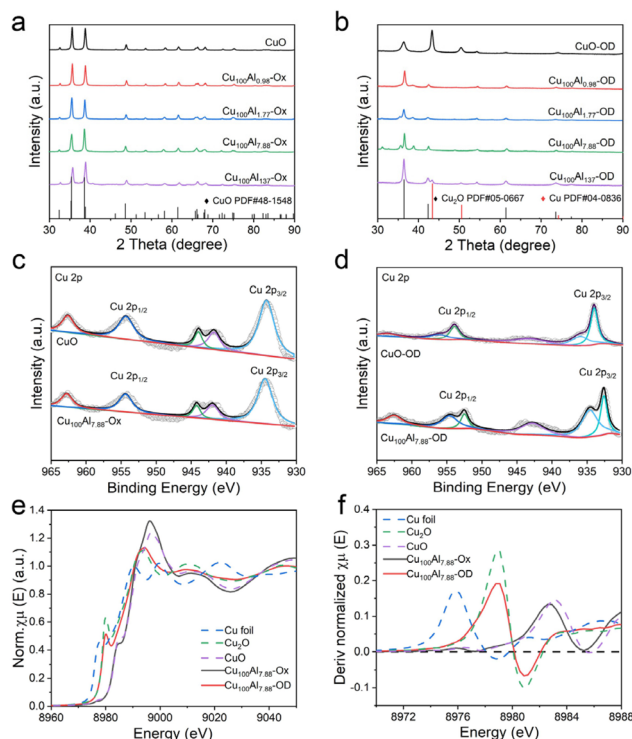 a
Intensity (a.u.)
CuO
Cu100Al0.98-Ox
Cu100Al1.77-Ox
Cu100Al7.88-Ox
Cu100Al137-Ox
♦ CuO PDF#48-1548
30 40 50 60 70 80 90
2 Theta (degree)
b
Intensity (a.u.)
CuO-OD
Cu100Al0.98-OD
Cu100Al1.77-OD
Cu100Al7.88-OD
Cu100Al137-OD
♦ Cu2O PDF#05-0667 ♦ Cu PDF#04-0836
30 40 50 60 70 80 90
2 Theta (degree)
c
Intensity (a.u.)
Cu 2p
Cu 2p3/2
Cu 2p1/2
CuO
Cu 2p3/2
Cu 2p1/2
Cu100Al7.88-Ox
965 960 955 950 945 940 935 930
Binding Energy (eV)
d
Intensity (a.u.)
Cu 2p
Cu 2p3/2
Cu 2p1/2
CuO-OD
Cu 2p3/2
Cu 2p1/2
Cu100Al7.88-OD
965 960 955 950 945 940 935 930
Binding Energy (eV)
e
Norm. χμ (E) (a.u.)
1.4
1.2
1.0
0.8
0.6
0.4
0.2
0.0
Cu foil
Cu2O
CuO
Cu100Al7.88-Ox
Cu100Al7.88-OD
8960 8980 9000 9020 9040
Energy (eV)
f
Deriv normalized χμ (E)
0.4
0.3
0.2
0.1
0.0
-0.1
Cu foil
Cu2O
CuO
Cu100Al7.88-Ox
Cu100Al7.88-OD
8972 8976 8980 8984 8988
Energy (eV)